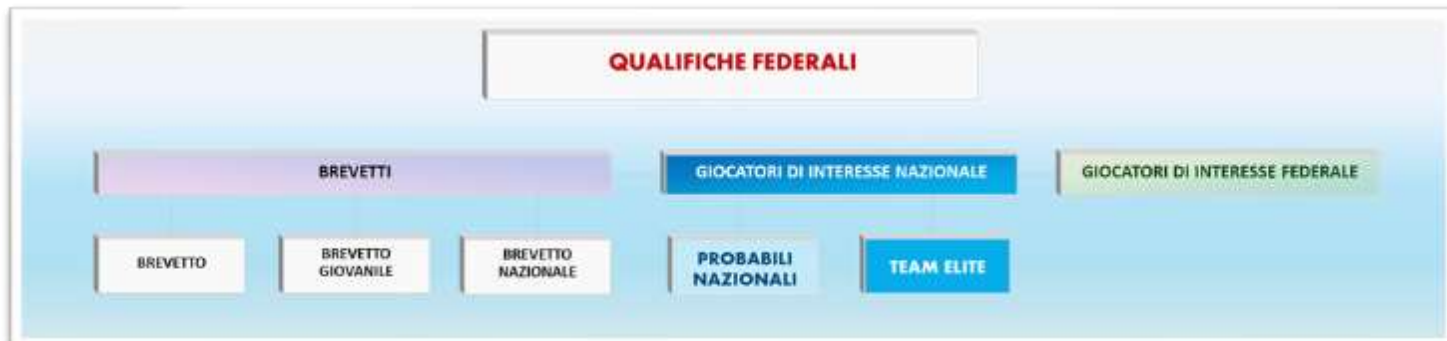 QUALIFICHE FEDERALI
BREVETTI
GIOCATORI DI INTERESSE NAZIONALE
GIOCATORI DI INTERESSE FEDERALE
BREVETTO
BREVETTO
GIOVANILE
BREVETTO
NAZIONALE
PROBABILI
NAZIONALI
TEAM ELITE